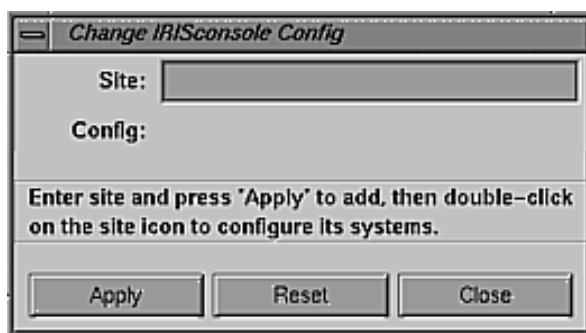 Change IRISconsole Config
Site:
Config:
Enter site and press "Apply" to add, then double-click
on the site icon to configure its systems.
Apply Reset Close